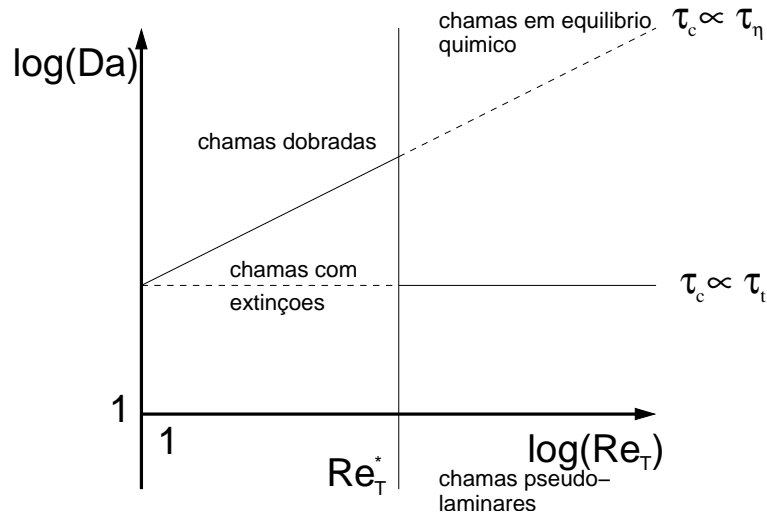 chamas em equilibrio
quimico
τc ∝ τη
log(Da)
chamas dobradas
chamas com
extinçoes
τc ∝ τt
1
1
Re*T
log(ReT)
chamas pseudo–
laminares